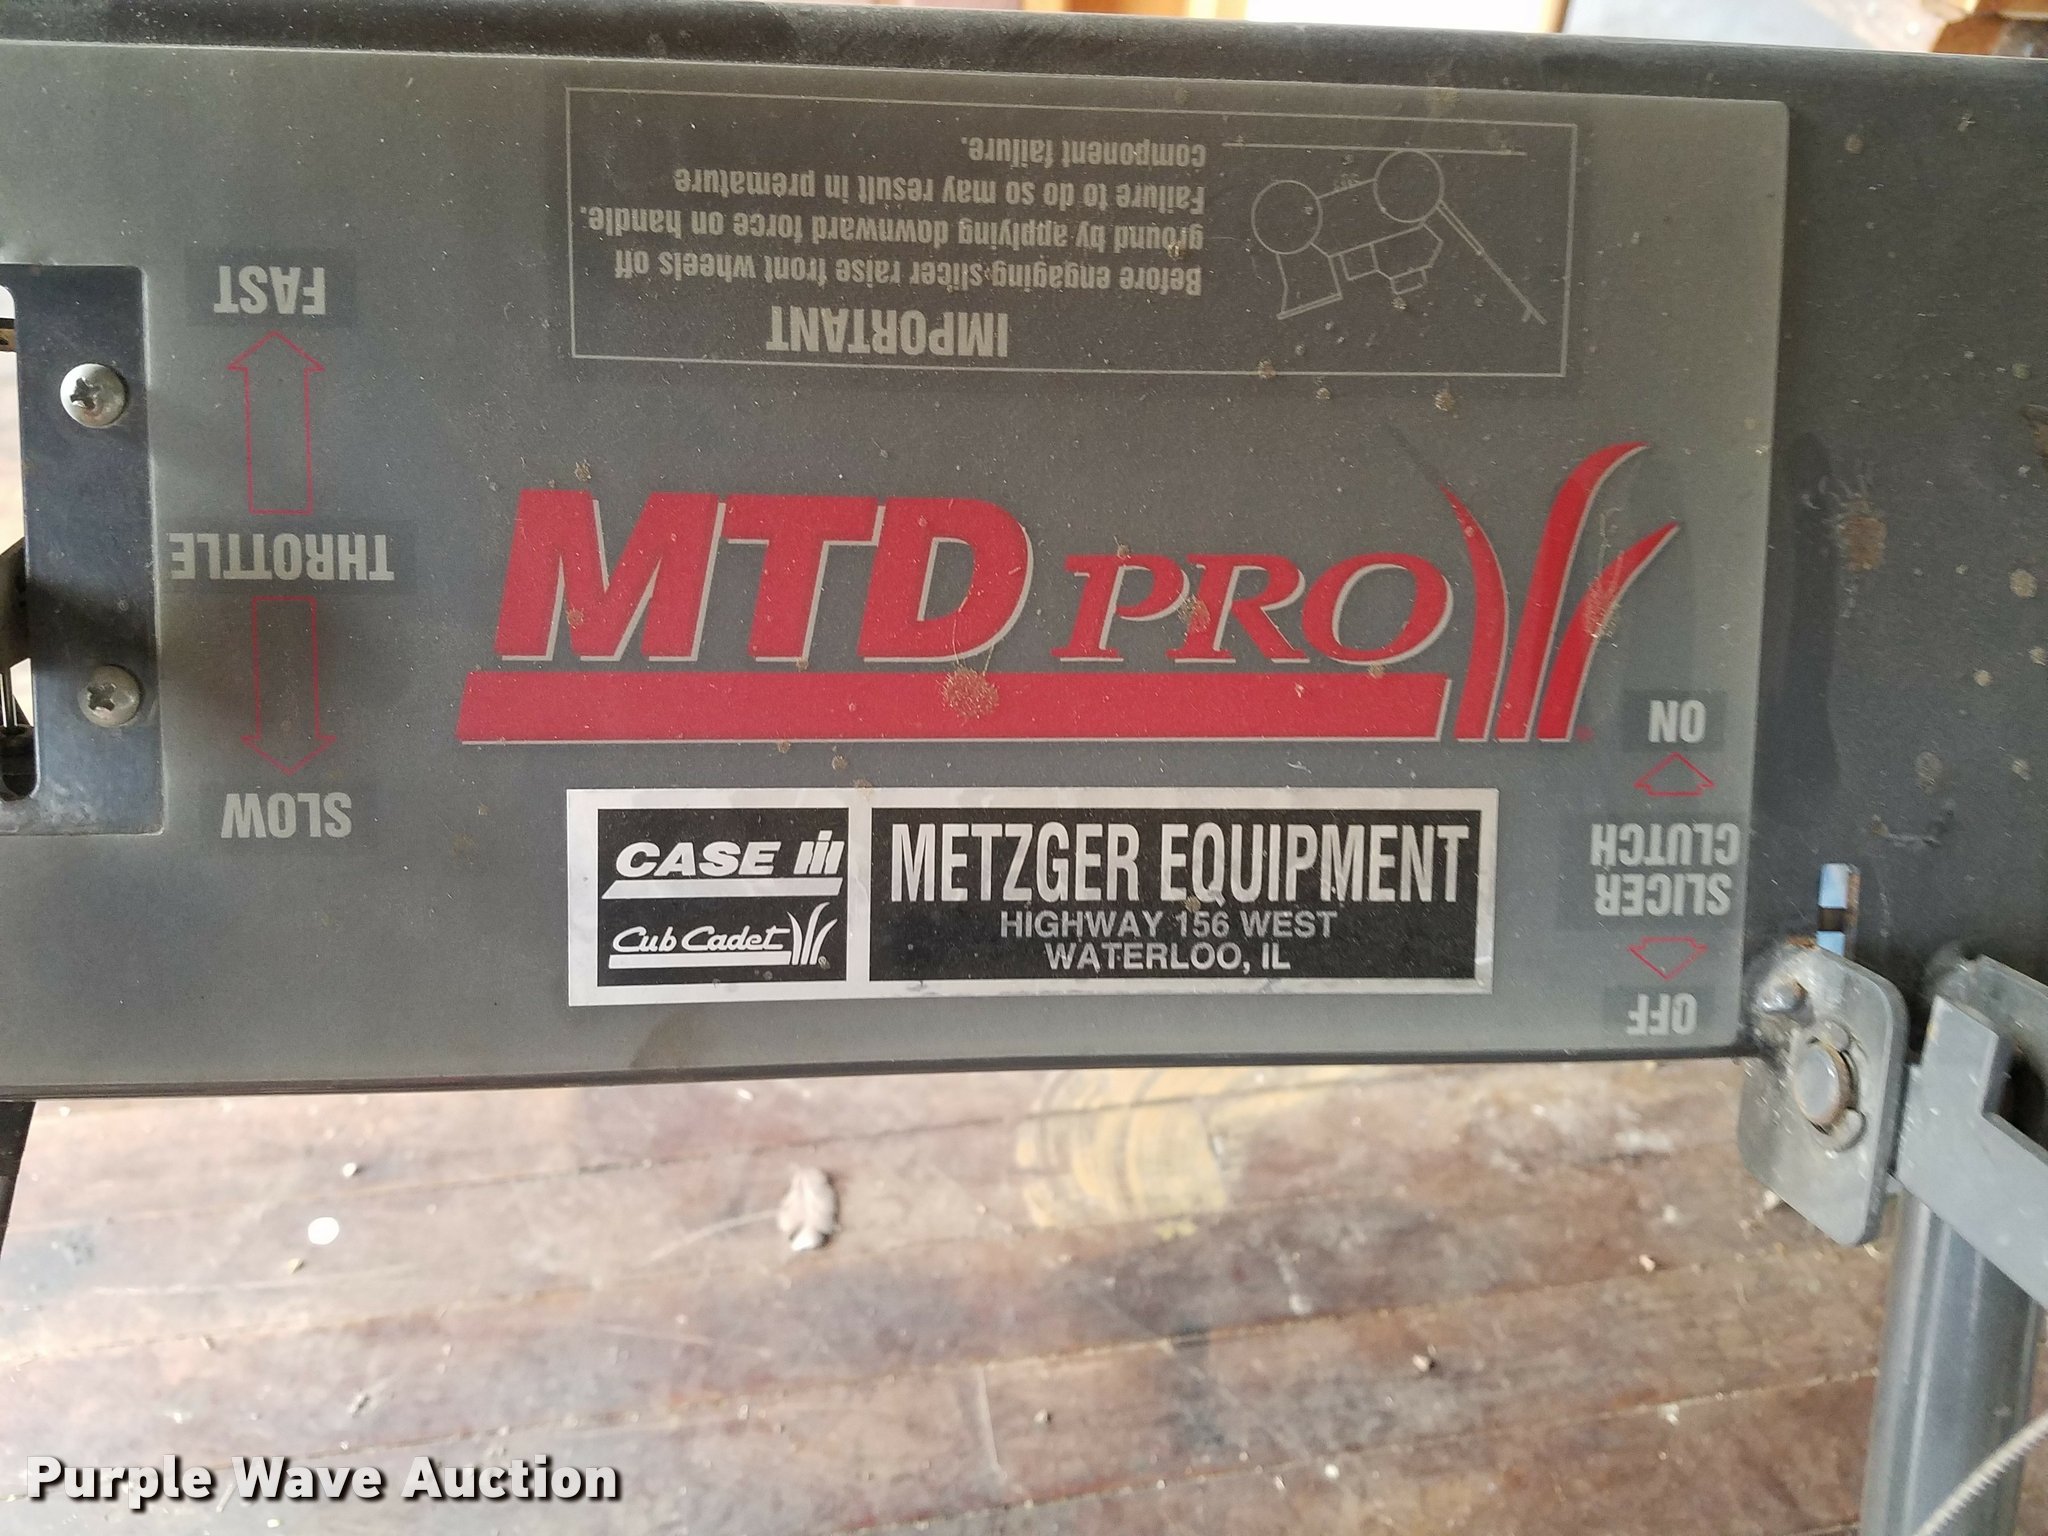 component failure.
Failure to do so may result in premature
ground by applying downward force on handle.
Before engaging slicer raise front wheels off
IMPORTANT
FAST
THROTTLE
SLOW
MTD PRO
ON
SLICER
CLUTCH
OFF
CASE IH
Cub Cadet
METZGER EQUIPMENT
HIGHWAY 156 WEST
WATERLOO, IL
Purple Wave Auction